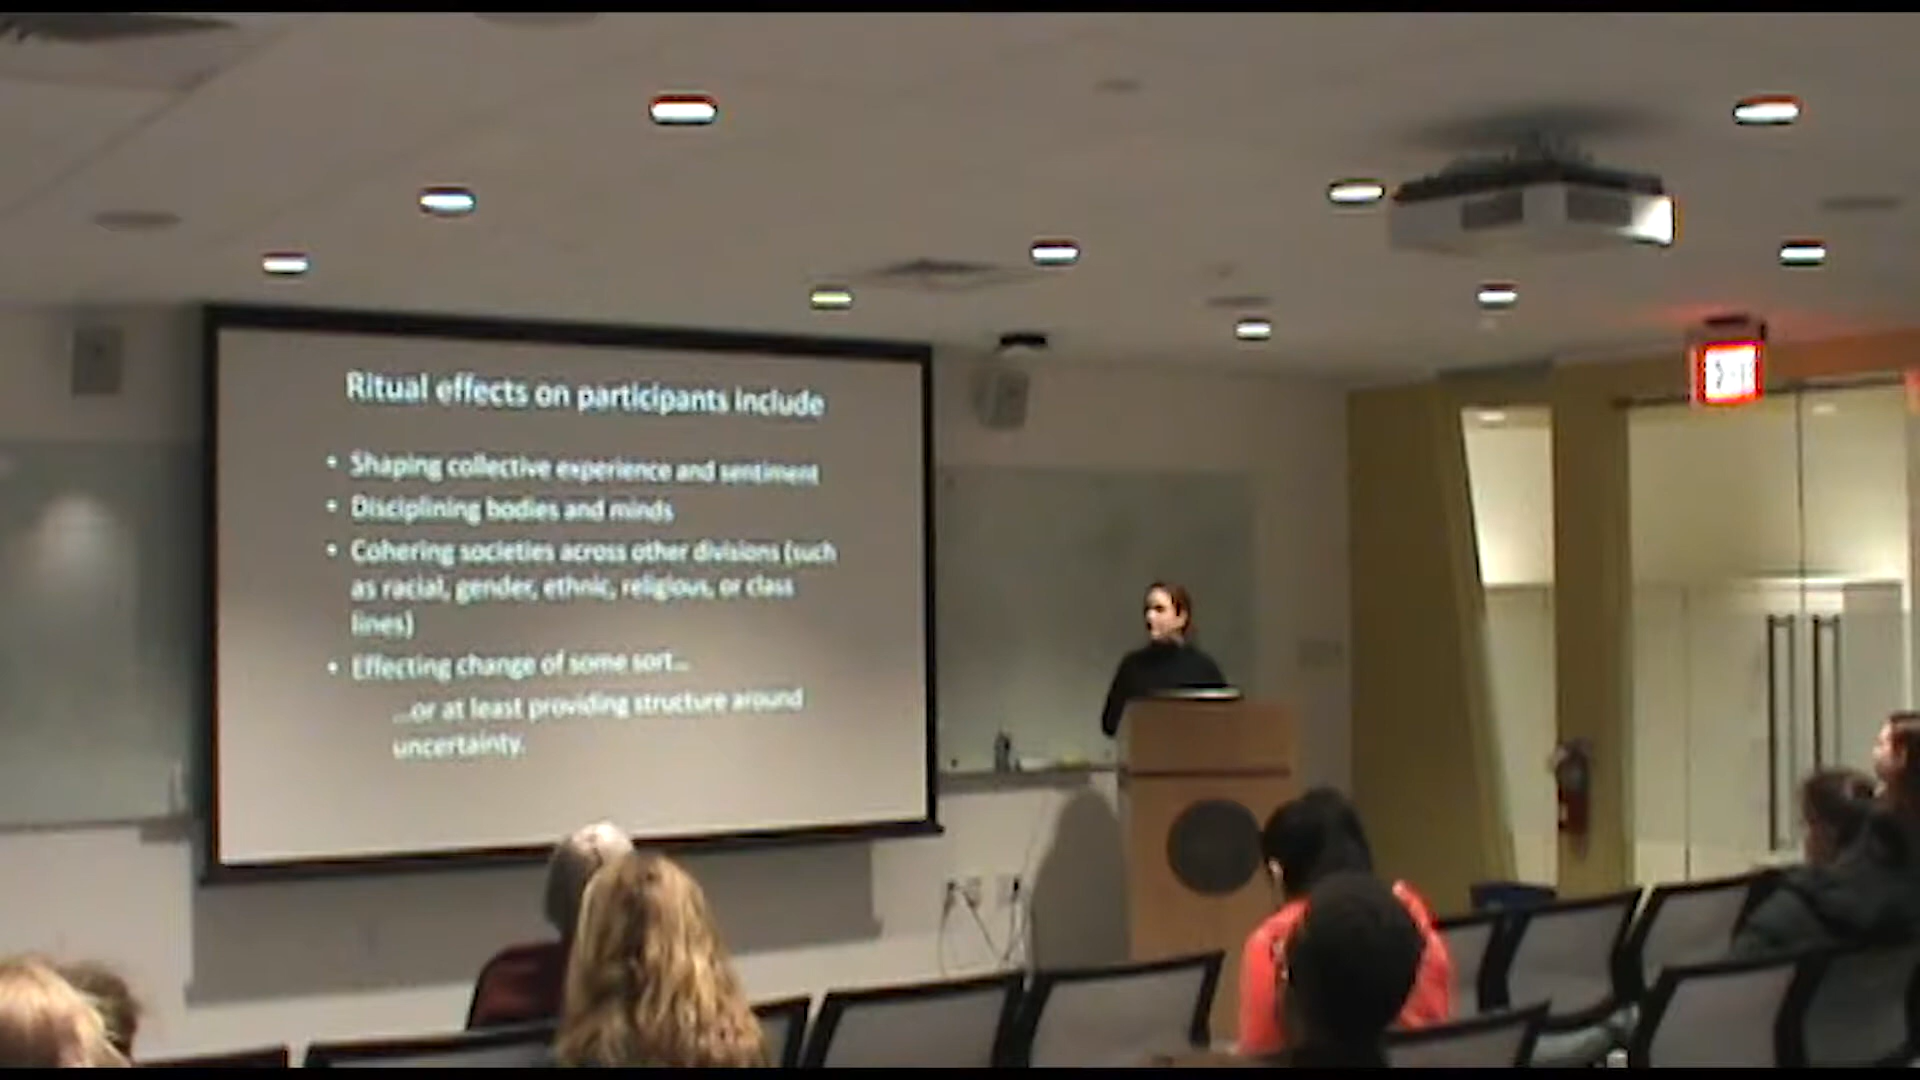 Ritual effects on participants include
• Shaping collective experience and sentiment
• Disciplining bodies and minds
• Cohering societies across other divisions (such
as racial, gender, ethnic, religious, or class
lines)
• Effecting change of some sort...
...or at least providing structure around
uncertainty.